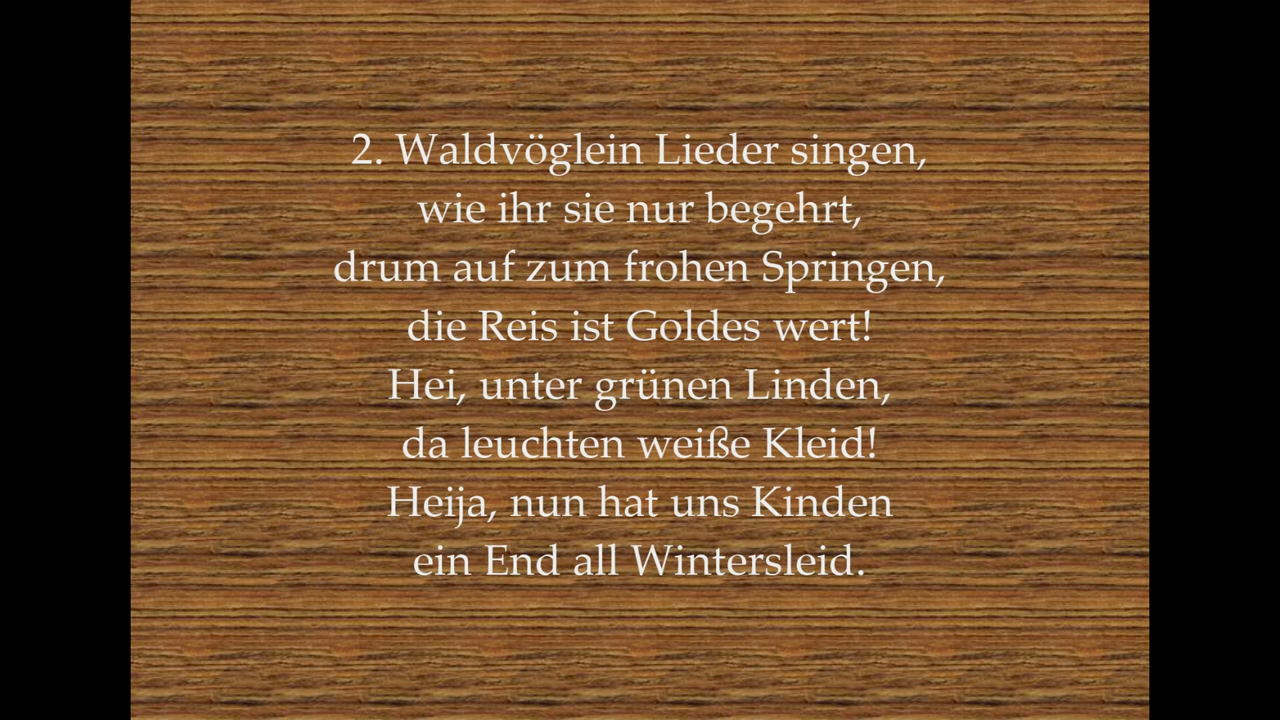 2. Waldvöglein Lieder singen,
wie ihr sie nur begehrt,
drum auf zum frohen Springen,
die Reis ist Goldes wert!
Hei, unter grünen Linden,
da leuchten weiße Kleid!
Heija, nun hat uns Kinden
ein End all Wintersleid.